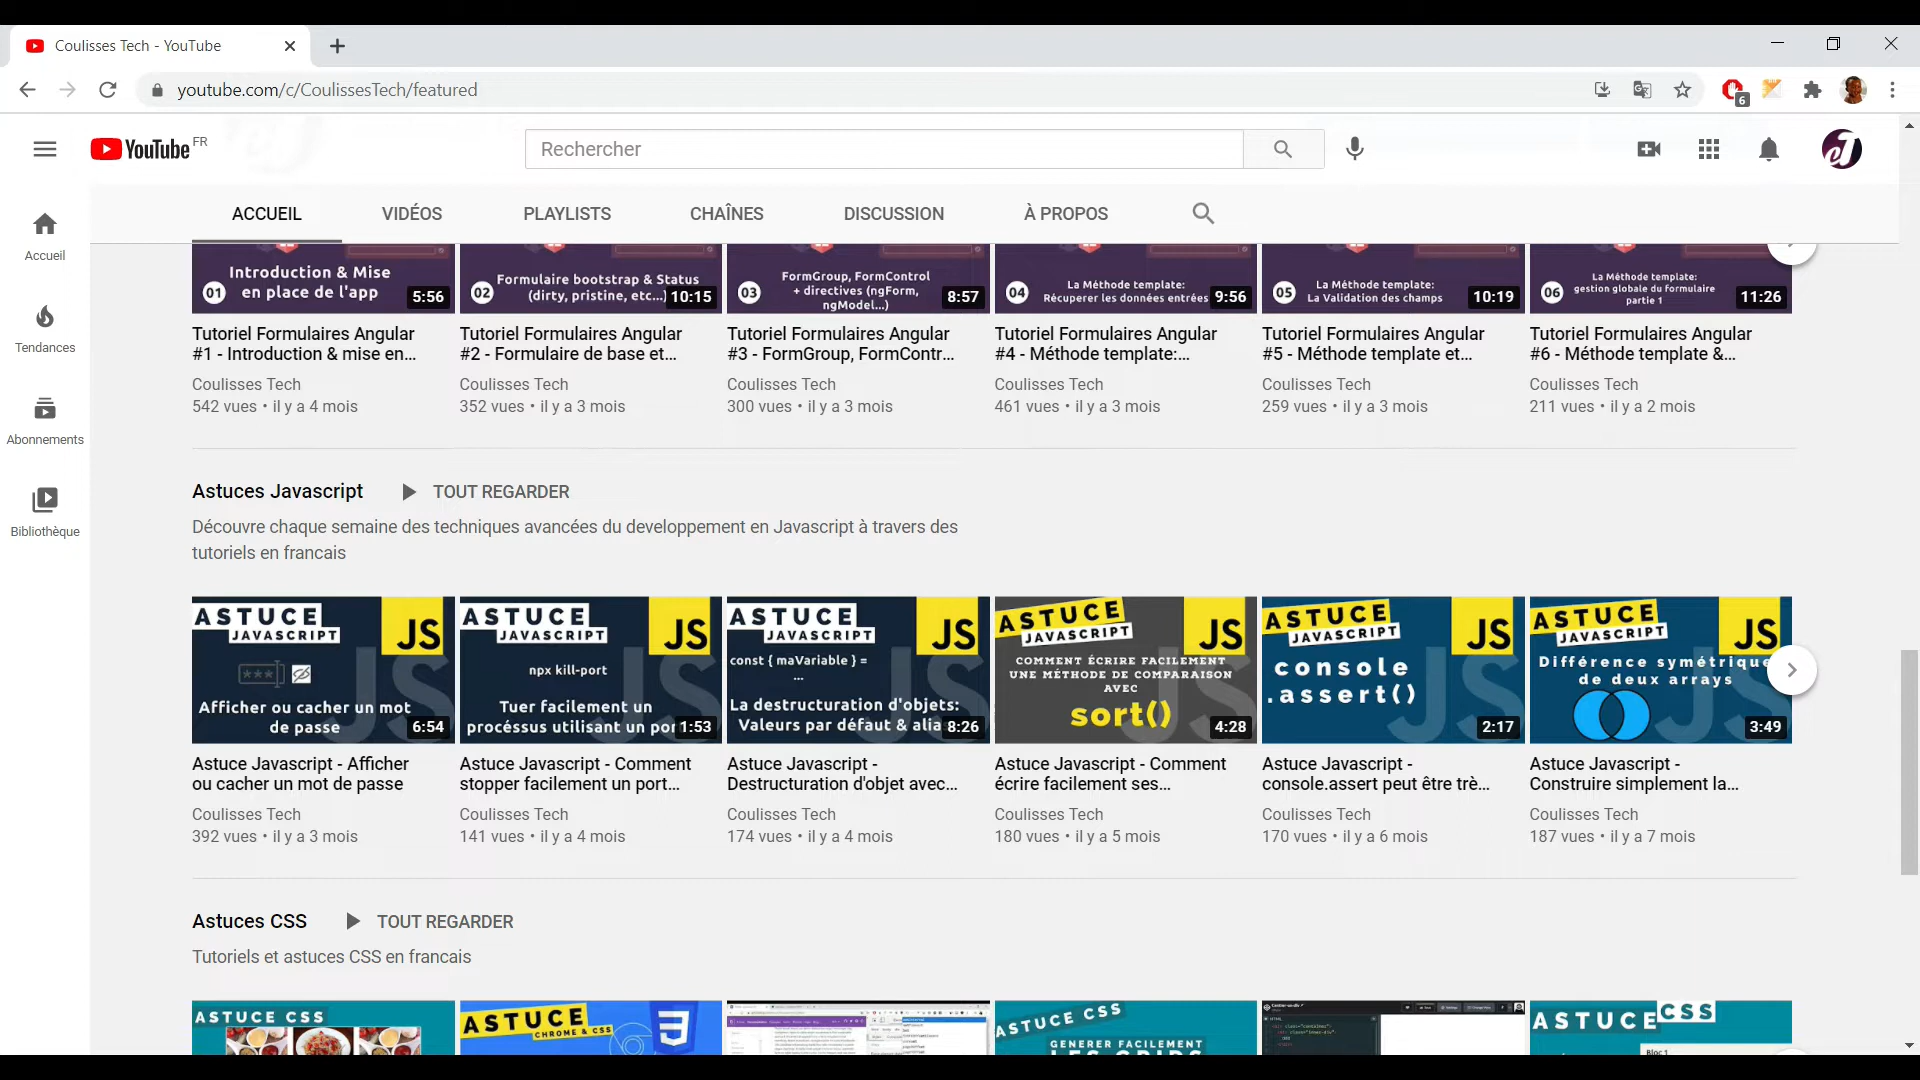 Coulisses Tech - YouTube
youtube.com/c/CoulissesTech/featured
6
YouTube FR
Rechercher
ACCUEIL VIDÉOS PLAYLISTS CHAÎNES DISCUSSION À PROPOS
Accueil
Tendances
Abonnements
Bibliothèque
01 Introduction & Mise
en place de l'app 5:56
02 Formulaire bootstrap & Status
(dirty, pristine, etc...) 10:15
03 FormGroup, FormControl
+ directives (ngForm,
ngModel...) 8:57
04 La Méthode template:
Récuperer les données entrées 9:56
05 La Méthode template:
La Validation des champs 10:19
06 La Méthode template:
gestion globale du formulaire
partie 1 11:26
Tutoriel Formulaires Angular
#1 - Introduction & mise en...
Coulisses Tech
542 vues • il y a 4 mois
Tutoriel Formulaires Angular
#2 - Formulaire de base et...
Coulisses Tech
352 vues • il y a 3 mois
Tutoriel Formulaires Angular
#3 - FormGroup, FormContr...
Coulisses Tech
300 vues • il y a 3 mois
Tutoriel Formulaires Angular
#4 - Méthode template:...
Coulisses Tech
461 vues • il y a 3 mois
Tutoriel Formulaires Angular
#5 - Méthode template et...
Coulisses Tech
259 vues • il y a 3 mois
Tutoriel Formulaires Angular
#6 - Méthode template &...
Coulisses Tech
211 vues • il y a 2 mois
Astuces Javascript TOUT REGARDER
Découvre chaque semaine des techniques avancées du developpement en Javascript à travers des
tutoriels en francais
ASTUCE
JAVASCRIPT
JS
***
Afficher ou cacher un mot
de passe 6:54
ASTUCE
JAVASCRIPT
JS
npx kill-port
Tuer facilement un
procéssus utilisant un por 1:53
ASTUCE
JAVASCRIPT
JS
const { maVariable } =
...
La destructuration d'objets:
Valeurs par défaut & alia 8:26
ASTUCE
JAVASCRIPT
JS
COMMENT ÉCRIRE FACILEMENT
UNE MÉTHODE DE COMPARAISON
AVEC
sort() 4:28
ASTUCE
JAVASCRIPT
JS
console
.assert()
2:17
ASTUCE
JAVASCRIPT
JS
Différence symétrique
de deux arrays
3:49
Astuce Javascript - Afficher
ou cacher un mot de passe
Coulisses Tech
392 vues • il y a 3 mois
Astuce Javascript - Comment
stopper facilement un port...
Coulisses Tech
141 vues • il y a 4 mois
Astuce Javascript -
Destructuration d'objet avec...
Coulisses Tech
174 vues • il y a 4 mois
Astuce Javascript - Comment
écrire facilement ses...
Coulisses Tech
180 vues • il y a 5 mois
Astuce Javascript -
console.assert peut être trè...
Coulisses Tech
170 vues • il y a 6 mois
Astuce Javascript -
Construire simplement la...
Coulisses Tech
187 vues • il y a 7 mois
Astuces CSS TOUT REGARDER
Tutoriels et astuces CSS en francais
ASTUCE CSS
ASTUCE
CHROME & CSS
ASTUCE CSS
GENERER FACILEMENT
LES GRIDS
ASTUCE CSS
Bloc 1